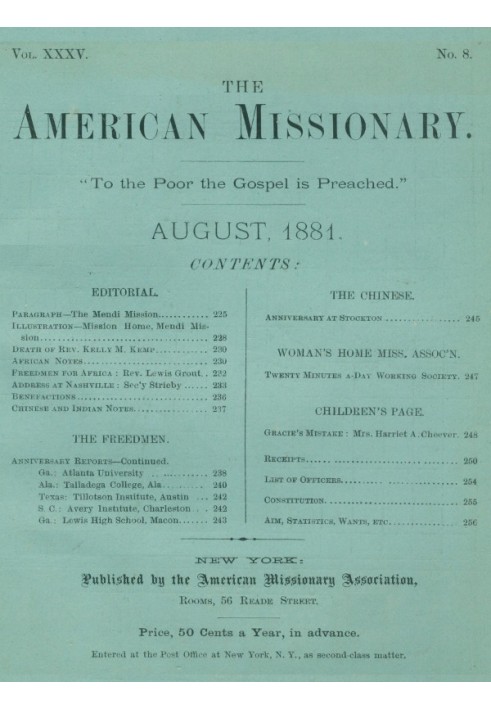 Vol. XXXV.
No. 8.
THE
American Missionary.
"To the Poor the Gospel is Preached."
AUGUST, 1881.
CONTENTS:
EDITORIAL.
Paragraph—The Mendi Mission............ 225
Illustration—Mission Home, Mendi Mis-
sion............ 228
Death of Rev. Kelly M. Kemp............ 230
African Notes............ 230
Freedmen for Africa: Rev. Lewis Grout.. 232
Address at Nashville: Sec'y Strieby...... 233
Benefactions............ 236
Chinese and Indian Notes............ 237
THE FREEDMEN.
Anniversary Reports—Continued.
Ga.: Atlanta University............ 238
Ala.: Talladega College, Ala............ 240
Texas: Tillotson Institute, Austin... 242
S. C.: Avery Institute, Charleston.. 242
Ga.: Lewis High School, Macon...... 243
THE CHINESE.
Anniversary at Stockton............ 245
WOMAN'S HOME MISS. ASSOC'N.
Twenty Minutes a-Day Working Society. 247
CHILDREN'S PAGE.
Gracie's Mistake: Mrs. Harriet A. Cheever. 248
Receipts............ 250
List of Officers............ 254
Constitution............ 255
Aim, Statistics, Wants, etc............ 256
NEW YORK:
Published by the American Missionary Association,
Rooms, 56 Reade Street.
Price, 50 Cents a Year, in advance.
Entered at the Post Office at New York, N. Y., as second-class matter.